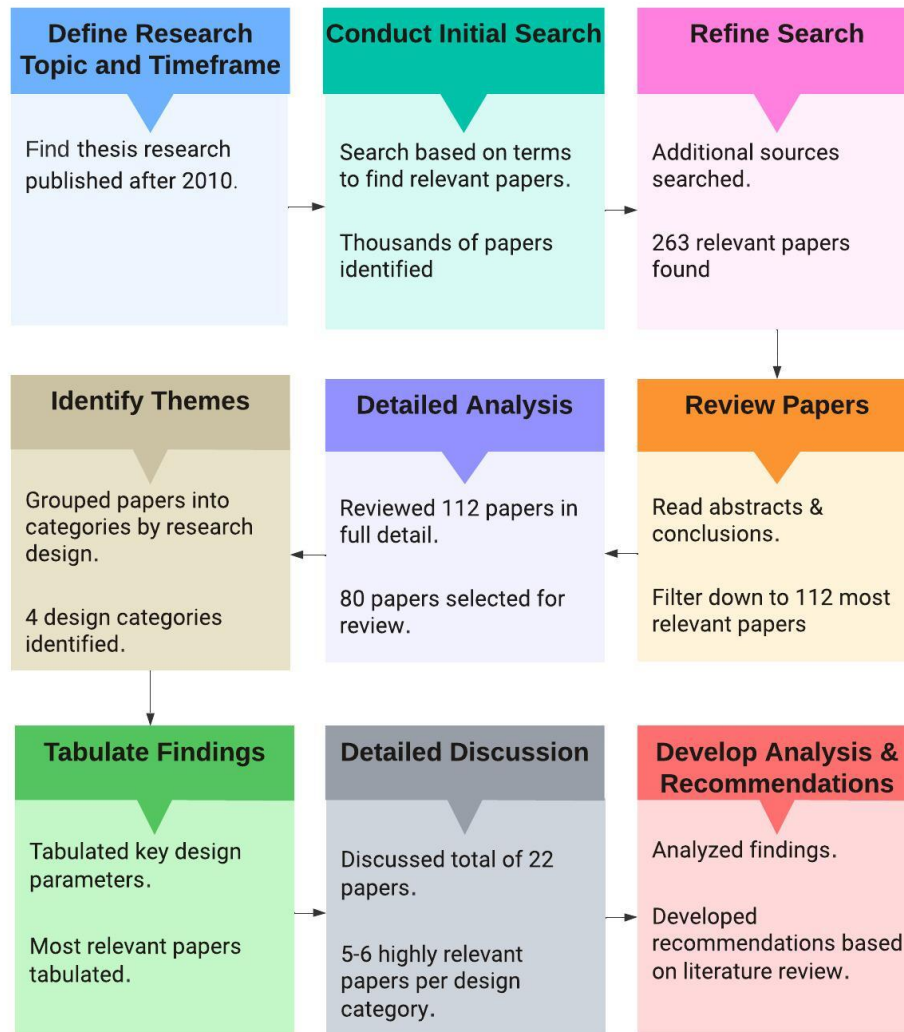 Define Research
Topic and Timeframe
Find thesis research
published after 2010.
Conduct Initial Search
Search based on terms
to find relevant papers.
Thousands of papers
identified
Refine Search
Additional sources
searched.
263 relevant papers
found
Review Papers
Read abstracts &
conclusions.
Filter down to 112 most
relevant papers
Detailed Analysis
Reviewed 112 papers in
full detail.
80 papers selected for
review.
Identify Themes
Grouped papers into
categories by research
design.
4 design categories
identified.
Tabulate Findings
Tabulated key design
parameters.
Most relevant papers
tabulated.
Detailed Discussion
Discussed total of 22
papers.
5-6 highly relevant
papers per design
category.
Develop Analysis &
Recommendations
Analyzed findings.
Developed
recommendations based
on literature review.